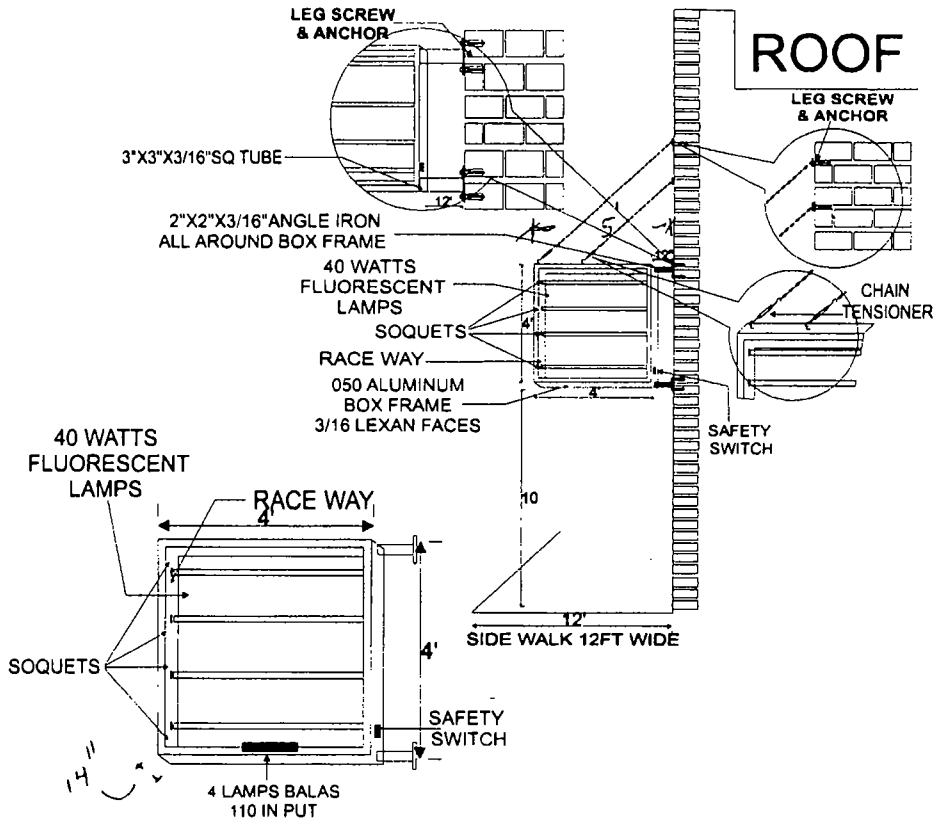 LEG SCREW
& ANCHOR
ROOF
LEG SCREW
& ANCHOR
3"X3"X3/16"SQ TUBE
12'
2"X2"X3/16"ANGLE IRON
ALL AROUND BOX FRAME
5'
12"
40 WATTS
FLUORESCENT
LAMPS
CHAIN
TENSIONER
SOQUETS
4'
RACE WAY
050 ALUMINUM
BOX FRAME
3/16 LEXAN FACES
4'
SAFETY
SWITCH
40 WATTS
FLUORESCENT
LAMPS
RACE WAY
4'
10
12'
SIDE WALK 12FT WIDE
4'
SOQUETS
SAFETY
SWITCH
14"
4 LAMPS BALAS
110 IN PUT